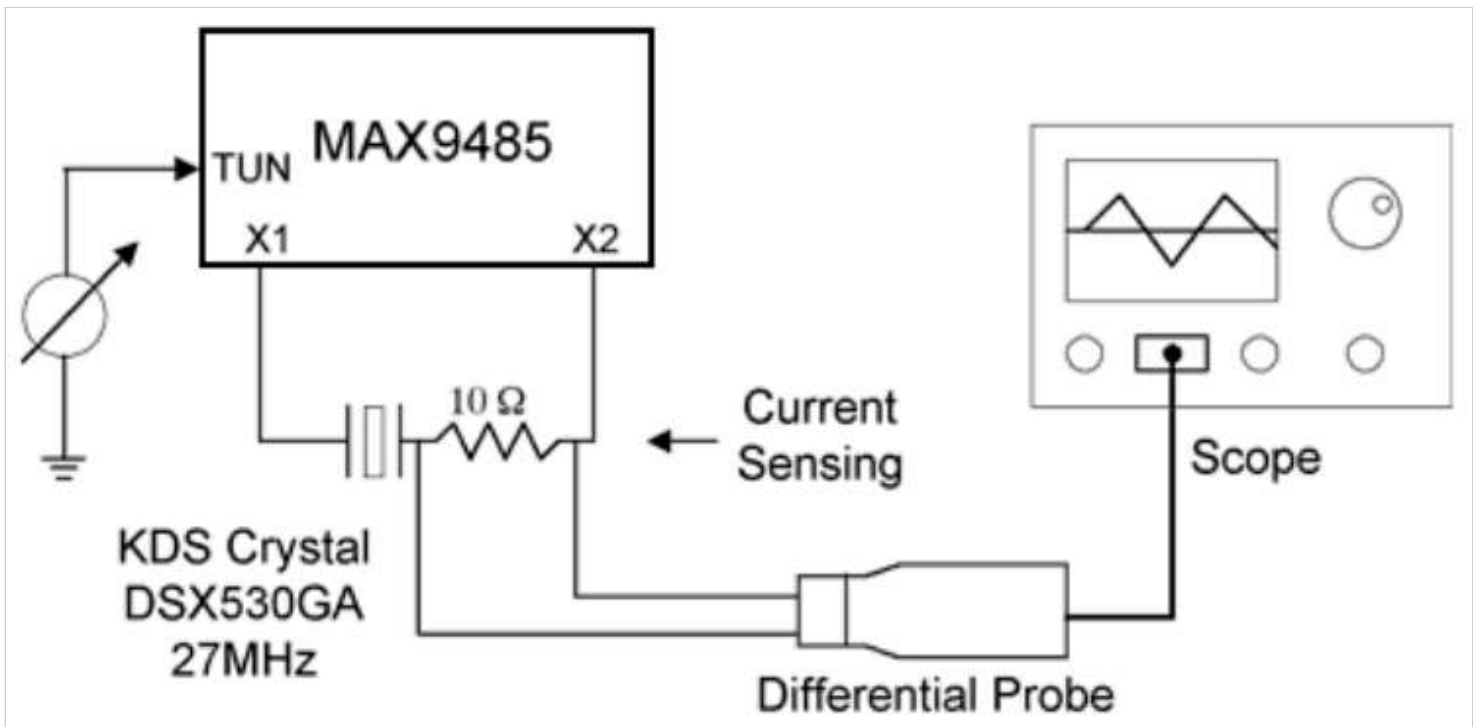 MAX9485
TUN
X1
X2
10 Ω
Current
Sensing
Scope
KDS Crystal
DSX530GA
27MHz
Differential Probe